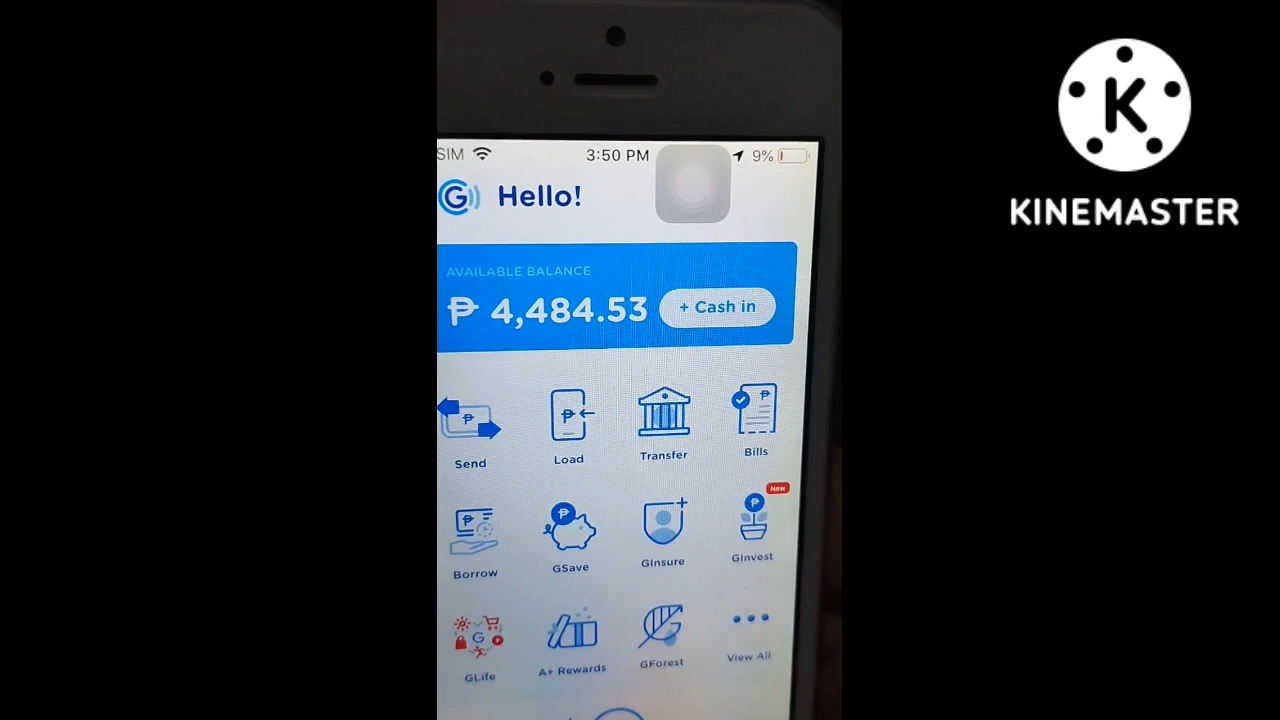 SIM 3:50 PM 9%
G Hello!
AVAILABLE BALANCE
₱ 4,484.53 + Cash in
Send Load Transfer Bills
New
Borrow GSave GInsure GInvest
GLife A+ Rewards GForest View All
K
KINEMASTER